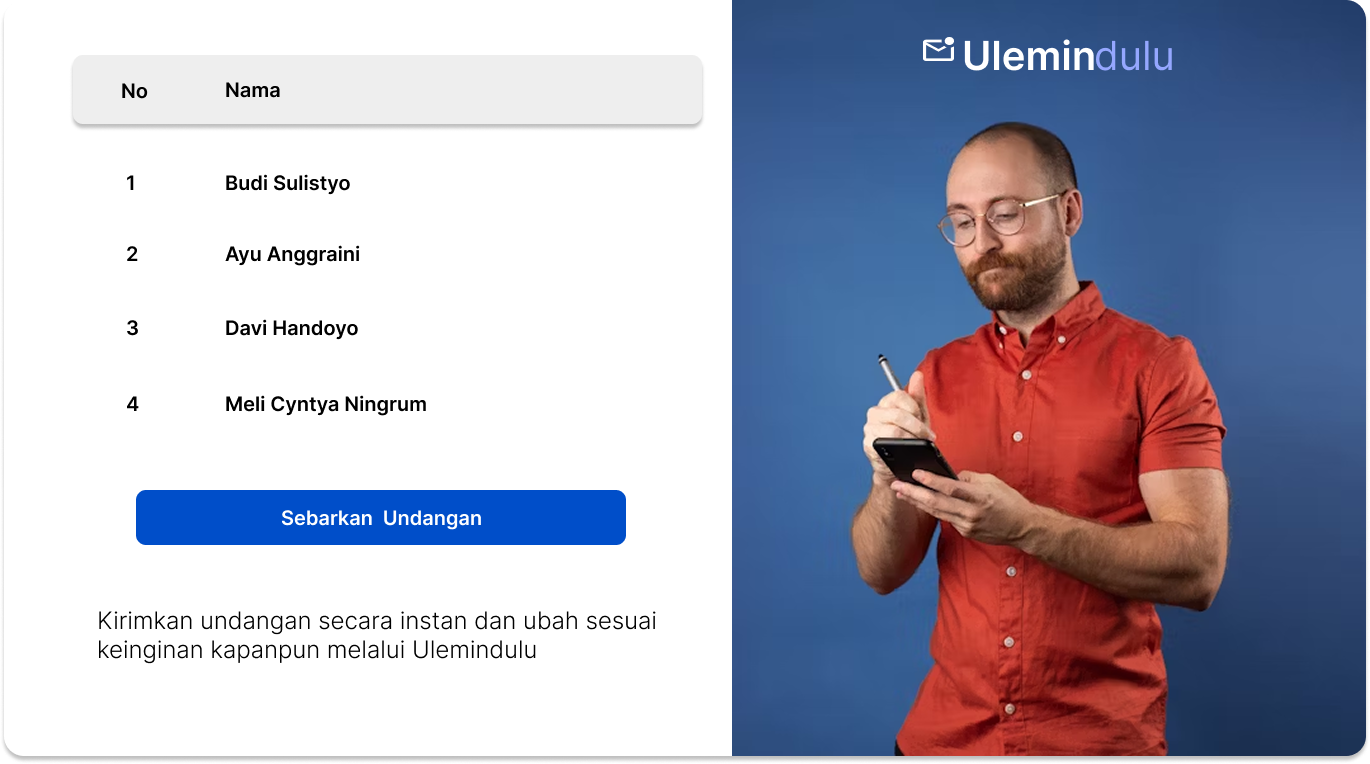 No Nama
1 Budi Sulistyo
2 Ayu Anggraini
3 Davi Handoyo
4 Meli Cyntya Ningrum
Sebarkan Undangan
Kirimkan undangan secara instan dan ubah sesuai
keinginan kapanpun melalui Ulemindulu
Ulemindulu